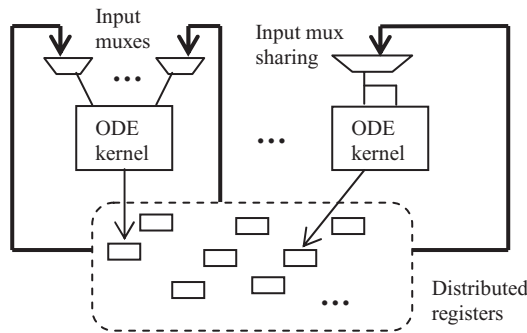 Input
muxes
Input mux
sharing
...
ODE
kernel
...
ODE
kernel
...
Distributed
registers